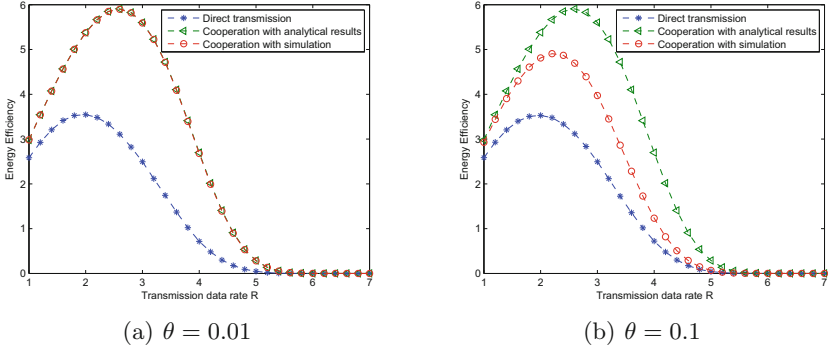 6
5
4
3
2
1
0
1
2
3
4
5
6
7
Energy Efficiency
Transmission data rate R
Direct transmission
Cooperation with analytical results
Cooperation with simulation
(a) θ = 0.01
6
5
4
3
2
1
0
1
2
3
4
5
6
7
Energy Efficiency
Transmission data rate R
Direct transmission
Cooperation with analytical results
Cooperation with simulation
(b) θ = 0.1